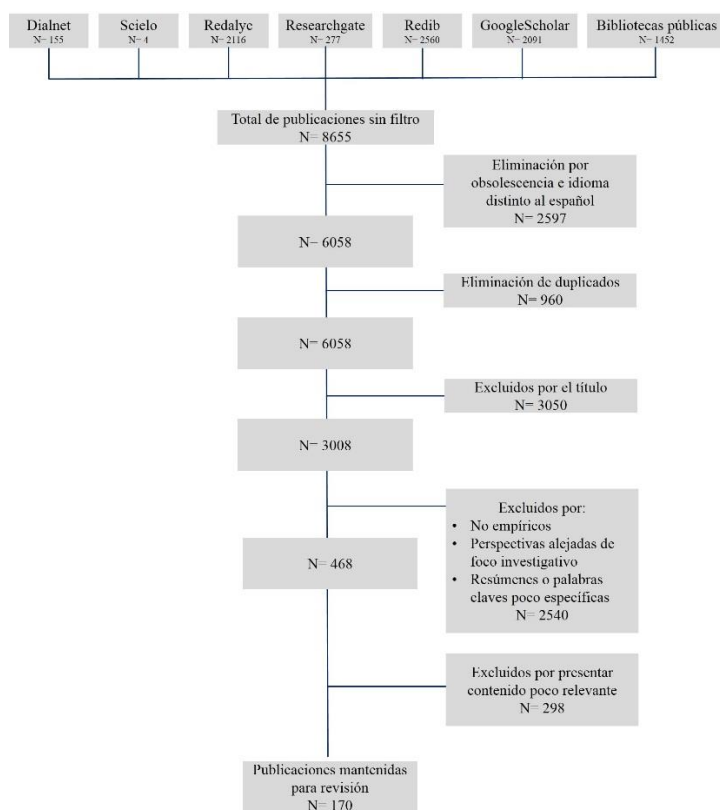 Dialnet
N= 155
Scielo
N= 4
Redalyc
N= 2116
Researchgate
N= 277
Redib
N= 2560
GoogleScholar
N= 2091
Bibliotecas públicas
N= 1452
Total de publicaciones sin filtro
N= 8655
Eliminación por
obsolescencia e idioma
distinto al español
N= 2597
N= 6058
Eliminación de duplicados
N= 960
N= 6058
Excluidos por el título
N= 3050
N= 3008
Excluidos por:
• No empíricos
• Perspectivas alejadas de
foco investigativo
• Resúmenes o palabras
claves poco específicas
N= 2540
N= 468
Excluidos por presentar
contenido poco relevante
N= 298
Publicaciones mantenidas
para revisión
N= 170